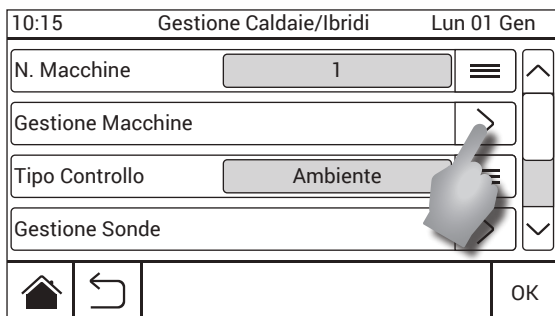 10:15 Gestione Caldaie/Ibridi Lun 01 Gen
N. Macchine 1
Gestione Macchine
Tipo Controllo Ambiente
Gestione Sonde
OK